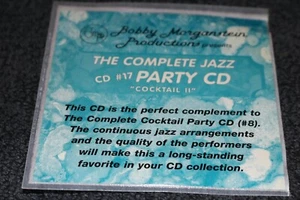 Bobby Morganstein
Productions presents
THE COMPLETE JAZZ
CD #17 PARTY CD
"COCKTAIL II"
This CD is the perfect complement to
The Complete Cocktail Party CD (#8).
The continuous jazz arrangements
and the quality of the performers
will make this a long-standing
favorite in your CD collection.